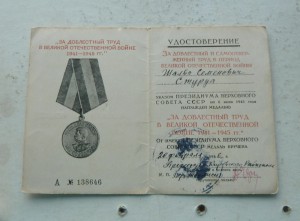 „ЗА ДОБЛЕСТНЫЙ ТРУД
В ВЕЛИКОЙ ОТЕЧЕСТВЕННОЙ ВОЙНЕ
1941—1945 ГГ."
А № 138646
УДОСТОВЕРЕНИЕ
ЗА ДОБЛЕСТНЫЙ И САМООТВЕРЖЕННЫЙ ТРУД В ПЕРИОД
ВЕЛИКОЙ ОТЕЧЕСТВЕННОЙ ВОЙНЫ
Семенович
Стуруа
УКАЗОМ ПРЕЗИДИУМА ВЕРХОВНОГО
СОВЕТА СССР от 6 июня 1945 года
НАГРАЖДЕН МЕДАЛЬЮ
„ЗА ДОБЛЕСТНЫЙ ТРУД
В ВЕЛИКОЙ ОТЕЧЕСТВЕННОЙ
ВОЙНЕ 1941—1945 ГГ."
ОТ ИМЕНИ ПРЕЗИДИУМА ВЕРХОВНОГО
СОВЕТА СССР МЕДАЛЬ ВРУЧЕНА